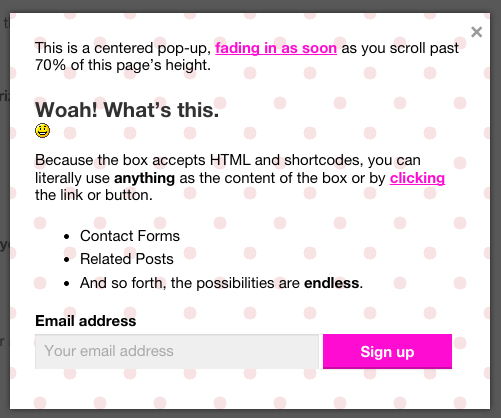 ×
This is a centered pop-up, fading in as soon as you scroll past
70% of this page's height.
Woah! What's this.
Because the box accepts HTML and shortcodes, you can
literally use anything as the content of the box or by clicking
the link or button.
• Contact Forms
• Related Posts
• And so forth, the possibilities are endless.
Email address
Your email address
Sign up